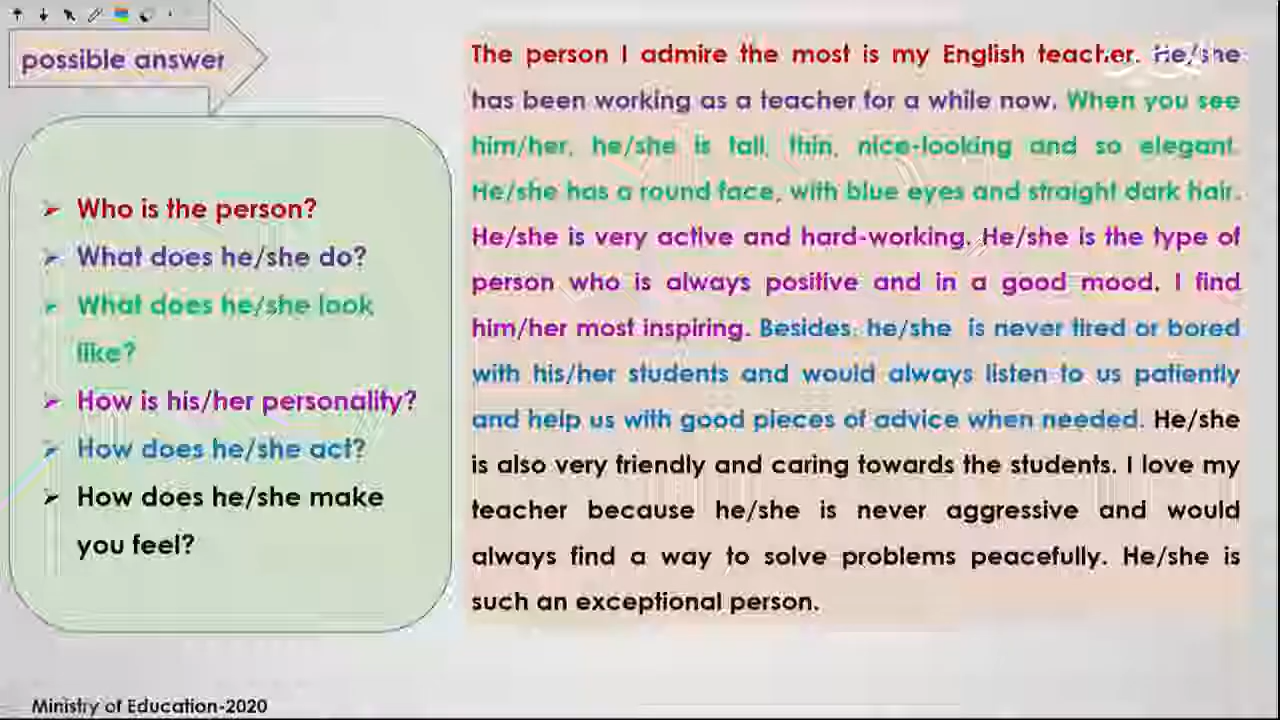 possible answer
Who is the person?
What does he/she do?
What does he/she look
like?
How is his/her personality?
How does he/she act?
How does he/she make
you feel?
The person I admire the most is my English teacher. He/she
has been working as a teacher for a while now. When you see
him/her, he/she is tall, thin, nice-looking and so elegant.
He/she has a round face, with blue eyes and straight dark hair.
He/she is very active and hard-working. He/she is the type of
person who is always positive and in a good mood. I find
him/her most inspiring. Besides, he/she is never tired or bored
with his/her students and would always listen to us patiently
and help us with good pieces of advice when needed. He/she
is also very friendly and caring towards the students. I love my
teacher because he/she is never aggressive and would
always find a way to solve problems peacefully. He/she is
such an exceptional person.
Ministry of Education-2020